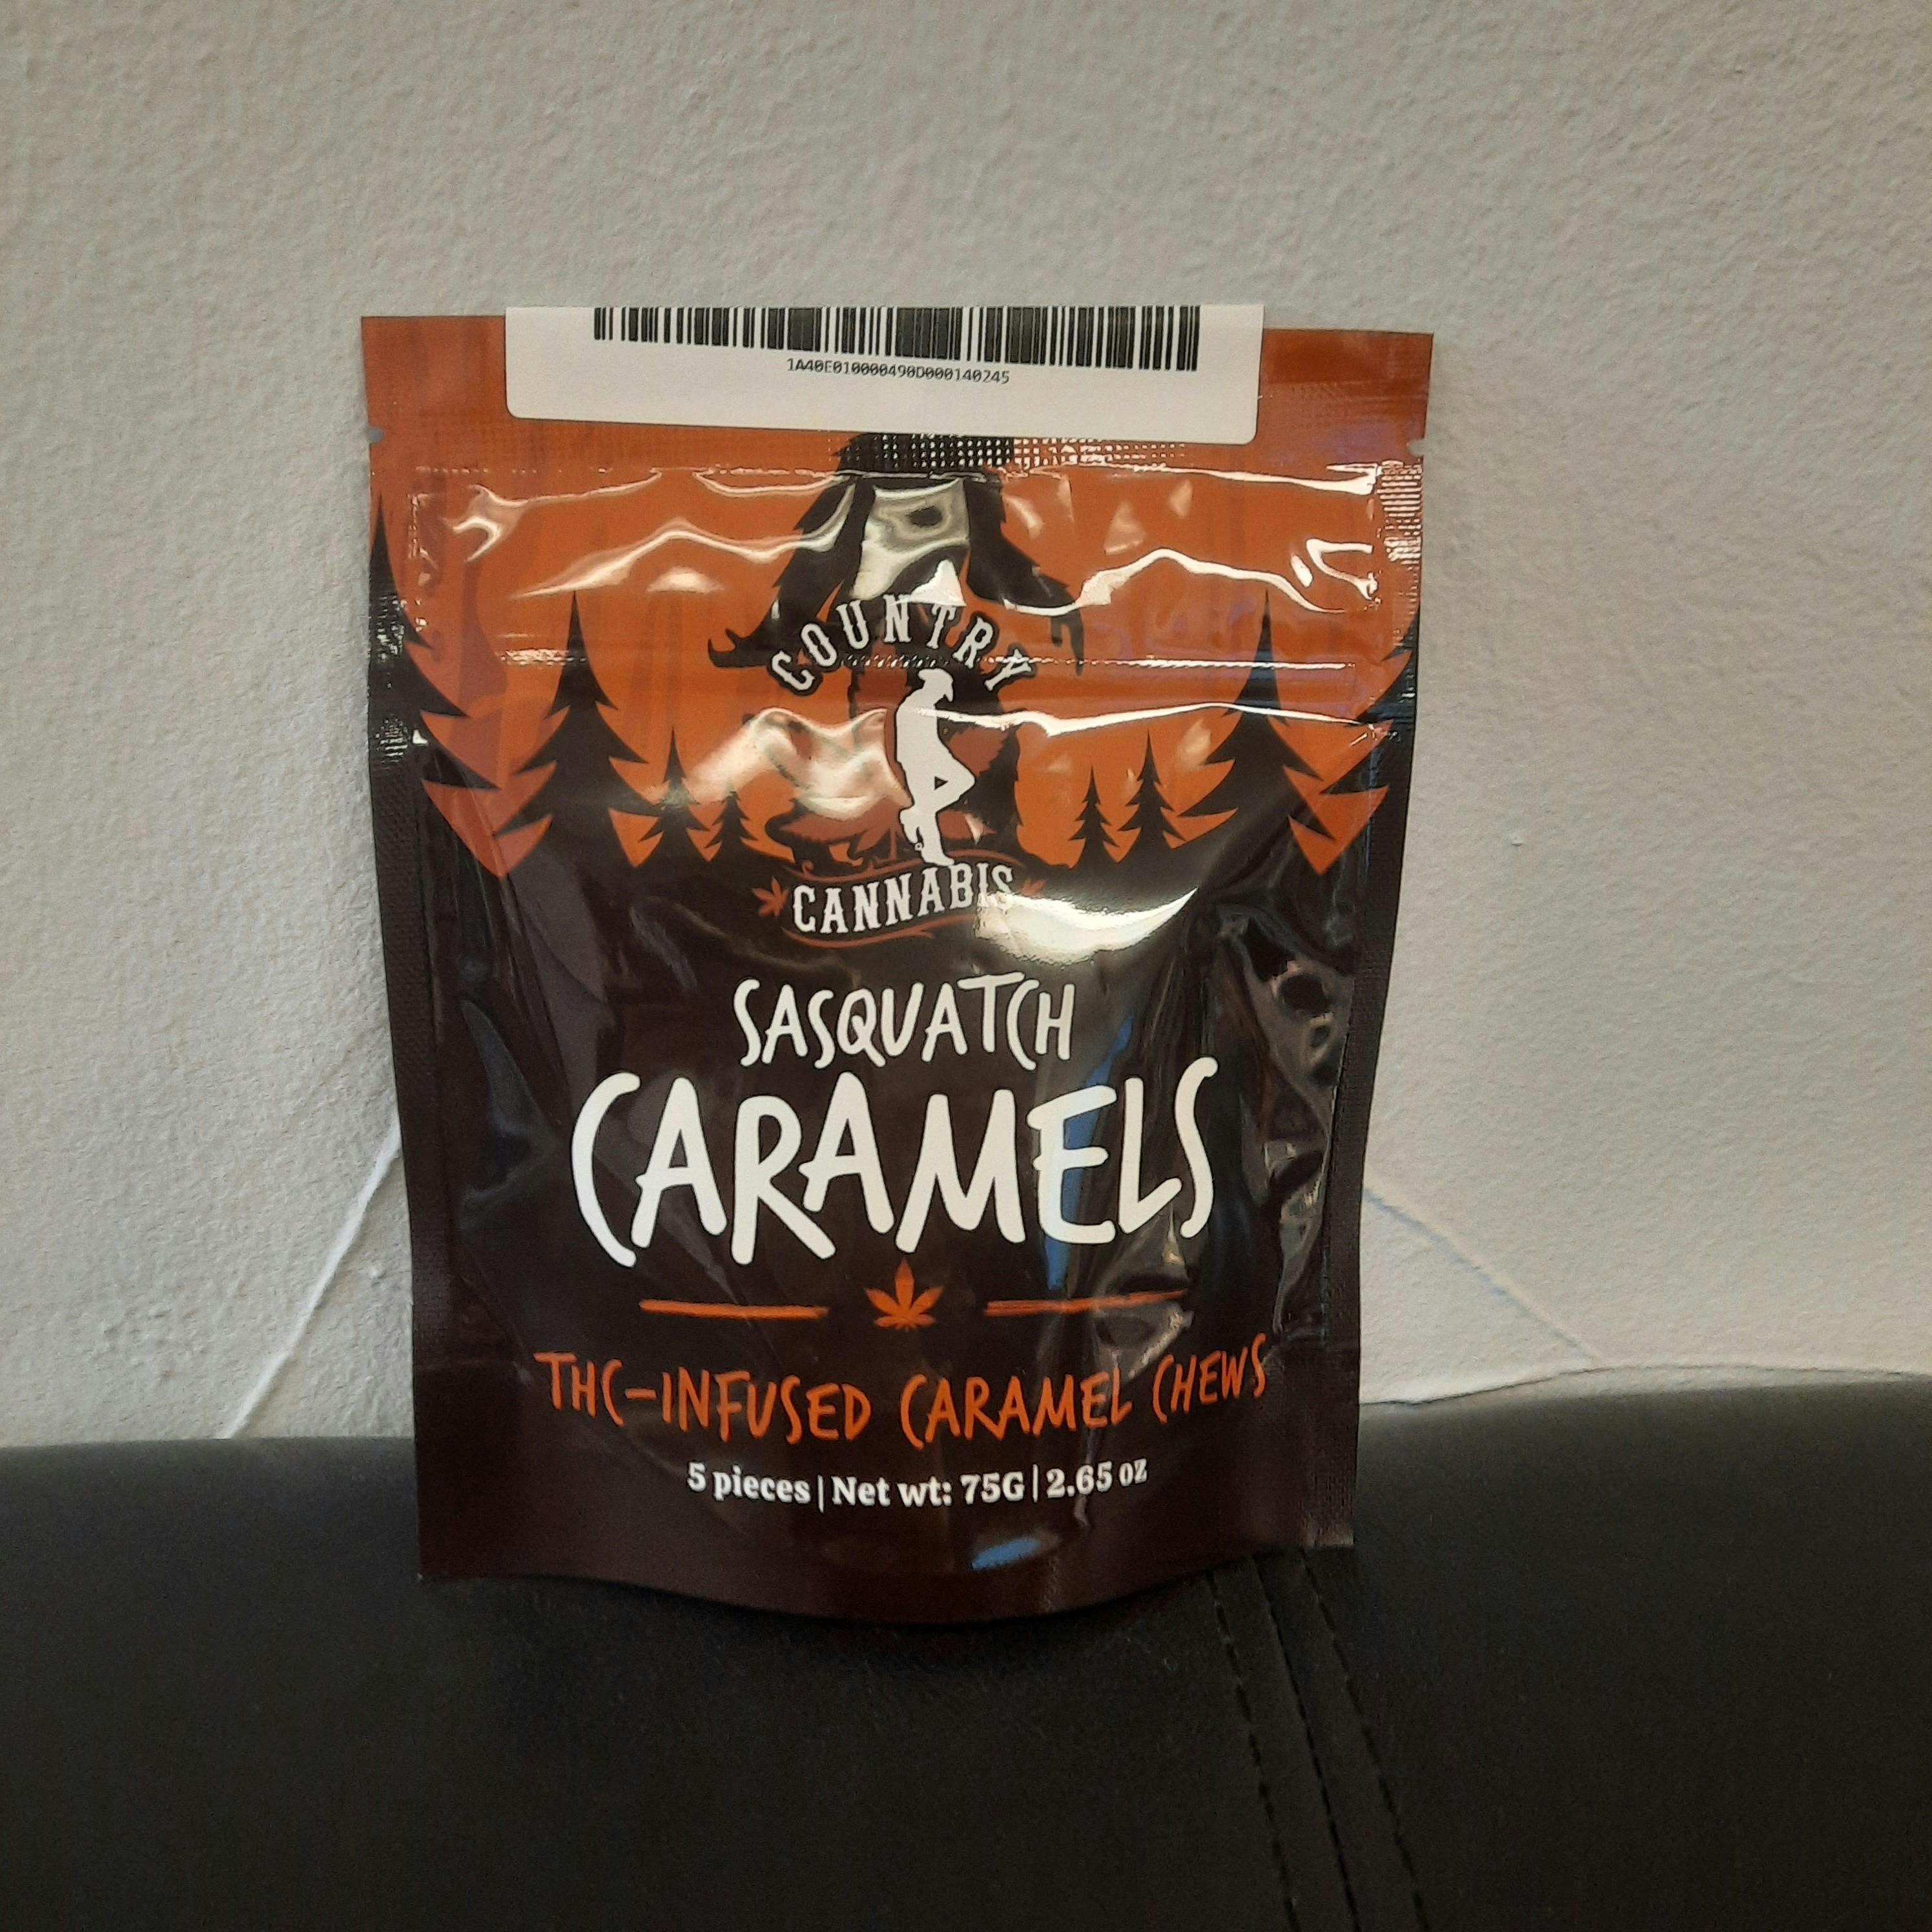 1A40E010000490D000140245
COUNTRY
CANNABIS
SASQUATCH
CARAMELS
THC-INFUSED CARAMEL CHEWS
5 pieces | Net wt: 75G | 2.65 OZ